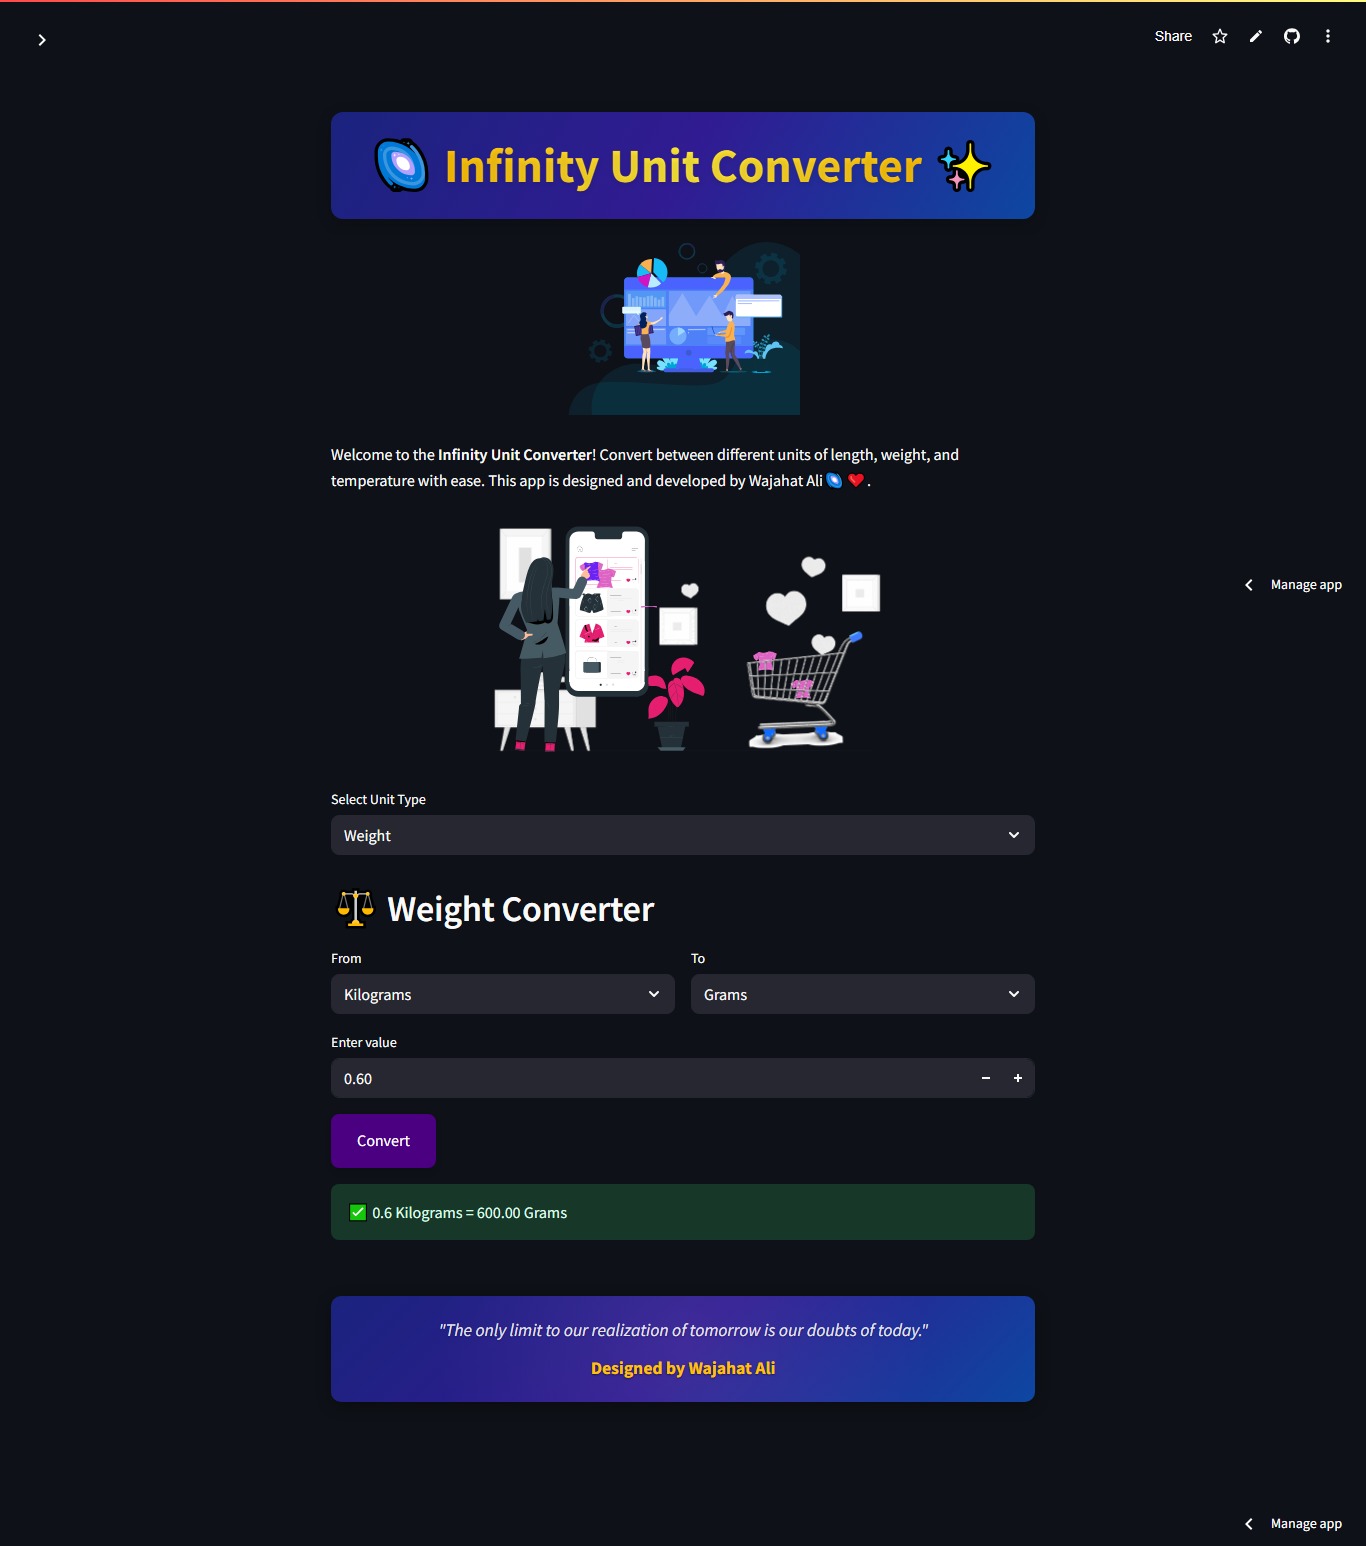 Share
Infinity Unit Converter
Welcome to the Infinity Unit Converter! Convert between different units of length, weight, and
temperature with ease. This app is designed and developed by Wajahat Ali 🌌 ❤️ .
Manage app
Select Unit Type
Weight
⚖️ Weight Converter
From
To
Kilograms
Grams
Enter value
0.60
Convert
✅ 0.6 Kilograms = 600.00 Grams
"The only limit to our realization of tomorrow is our doubts of today."
Designed by Wajahat Ali
Manage app